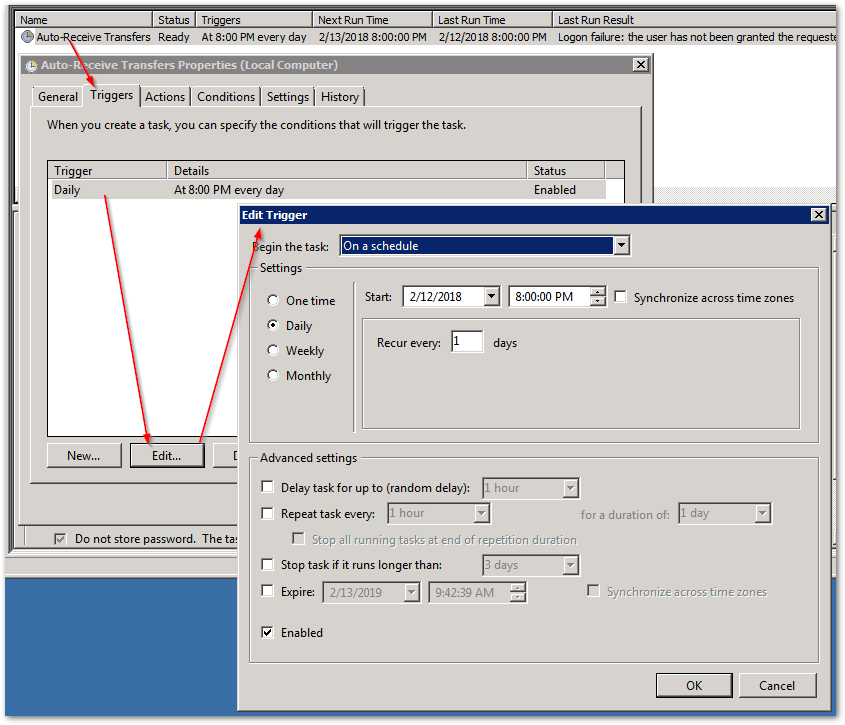 Name Status Triggers Next Run Time Last Run Time Last Run Result
Auto-Receive Transfers Ready At 8:00 PM every day 2/13/2018 8:00:00 PM 2/12/2018 8:00:00 PM Logon failure: the user has not been granted the requeste
Auto-Receive Transfers Properties (Local Computer)
General Triggers Actions Conditions Settings History
When you create a task, you can specify the conditions that will trigger the task.
Trigger Details Status
Daily At 8:00 PM every day Enabled
Edit Trigger
Begin the task: On a schedule
Settings
One time Start: 2/12/2018 8:00:00 PM Synchronize across time zones
Daily
Recur every: 1 days
Weekly
Monthly
New... Edit... D
Advanced settings
Delay task for up to (random delay): 1 hour
Repeat task every: 1 hour for a duration of: 1 day
Stop all running tasks at end of repetition duration
Do not store password. The tas
Stop task if it runs longer than: 3 days
Expire: 2/13/2019 9:42:39 AM Synchronize across time zones
Enabled
OK Cancel